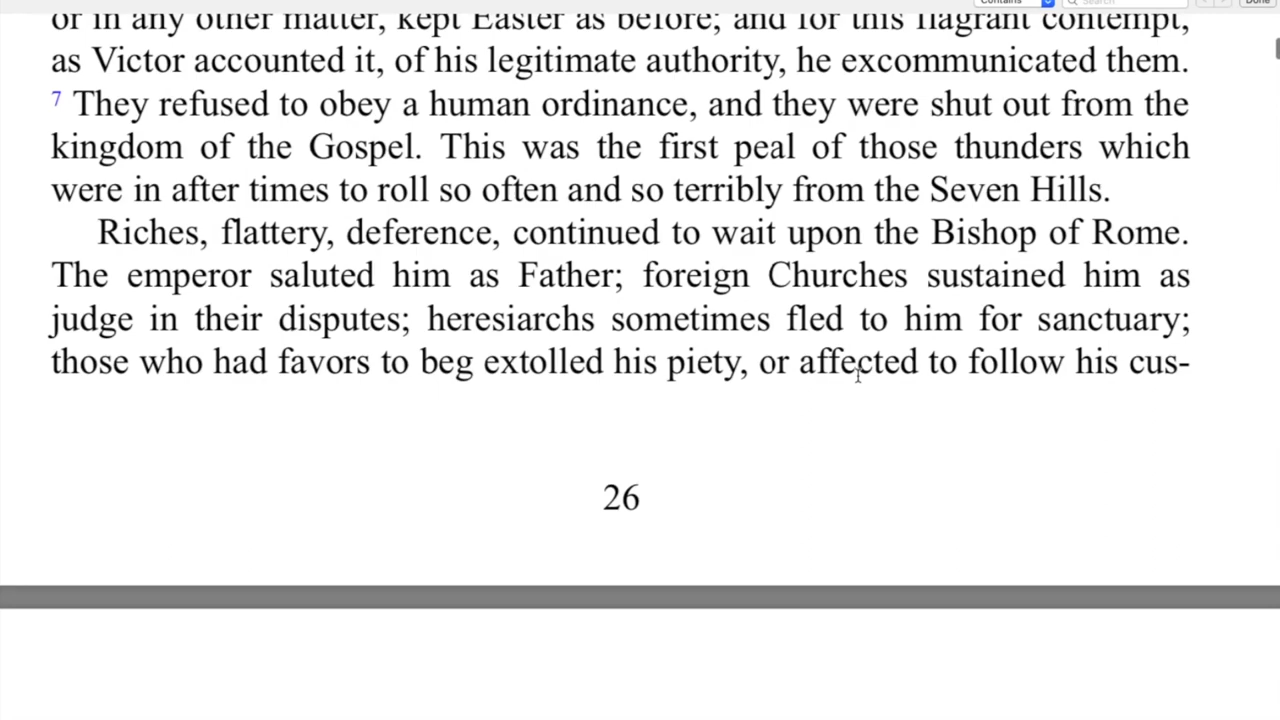 Contains
Search
Done
or in any other matter, kept Easter as before; and for this flagrant contempt,
as Victor accounted it, of his legitimate authority, he excommunicated them.
7 They refused to obey a human ordinance, and they were shut out from the
kingdom of the Gospel. This was the first peal of those thunders which
were in after times to roll so often and so terribly from the Seven Hills.
Riches, flattery, deference, continued to wait upon the Bishop of Rome.
The emperor saluted him as Father; foreign Churches sustained him as
judge in their disputes; heresiarchs sometimes fled to him for sanctuary;
those who had favors to beg extolled his piety, or affected to follow his cus-
26